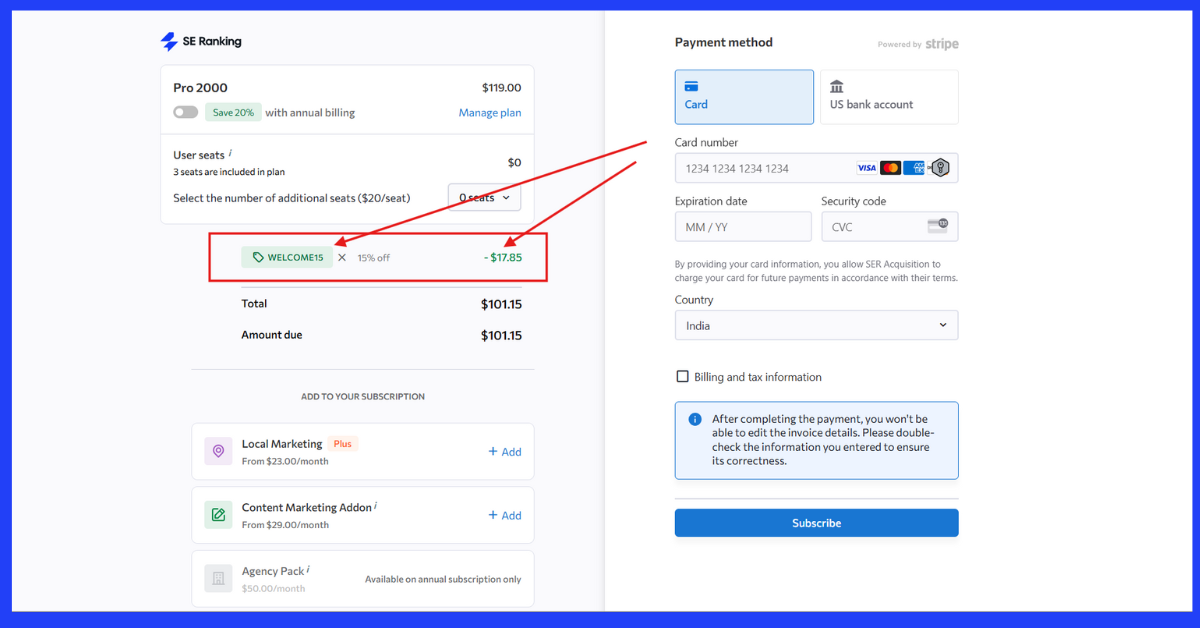 SE Ranking
Pro 2000 $119.00
Save 20% with annual billing Manage plan
User seats i
3 seats are included in plan
$0
Select the number of additional seats ($20/seat) 0 seats
WELCOME15 × 15% off - $17.85
Total $101.15
Amount due $101.15
ADD TO YOUR SUBSCRIPTION
Local Marketing Plus
From $23.00/month
+ Add
Content Marketing Addon i
From $29.00/month
+ Add
Agency Pack i
$50.00/month
Available on annual subscription only
Payment method Powered by stripe
Card
US bank account
Card number
1234 1234 1234 1234 VISA
Expiration date Security code
MM / YY CVC
By providing your card information, you allow SER Acquisition to
charge your card for future payments in accordance with their terms.
Country
India
Billing and tax information
After completing the payment, you won't be
able to edit the invoice details. Please double-
check the information you entered to ensure
its correctness.
Subscribe